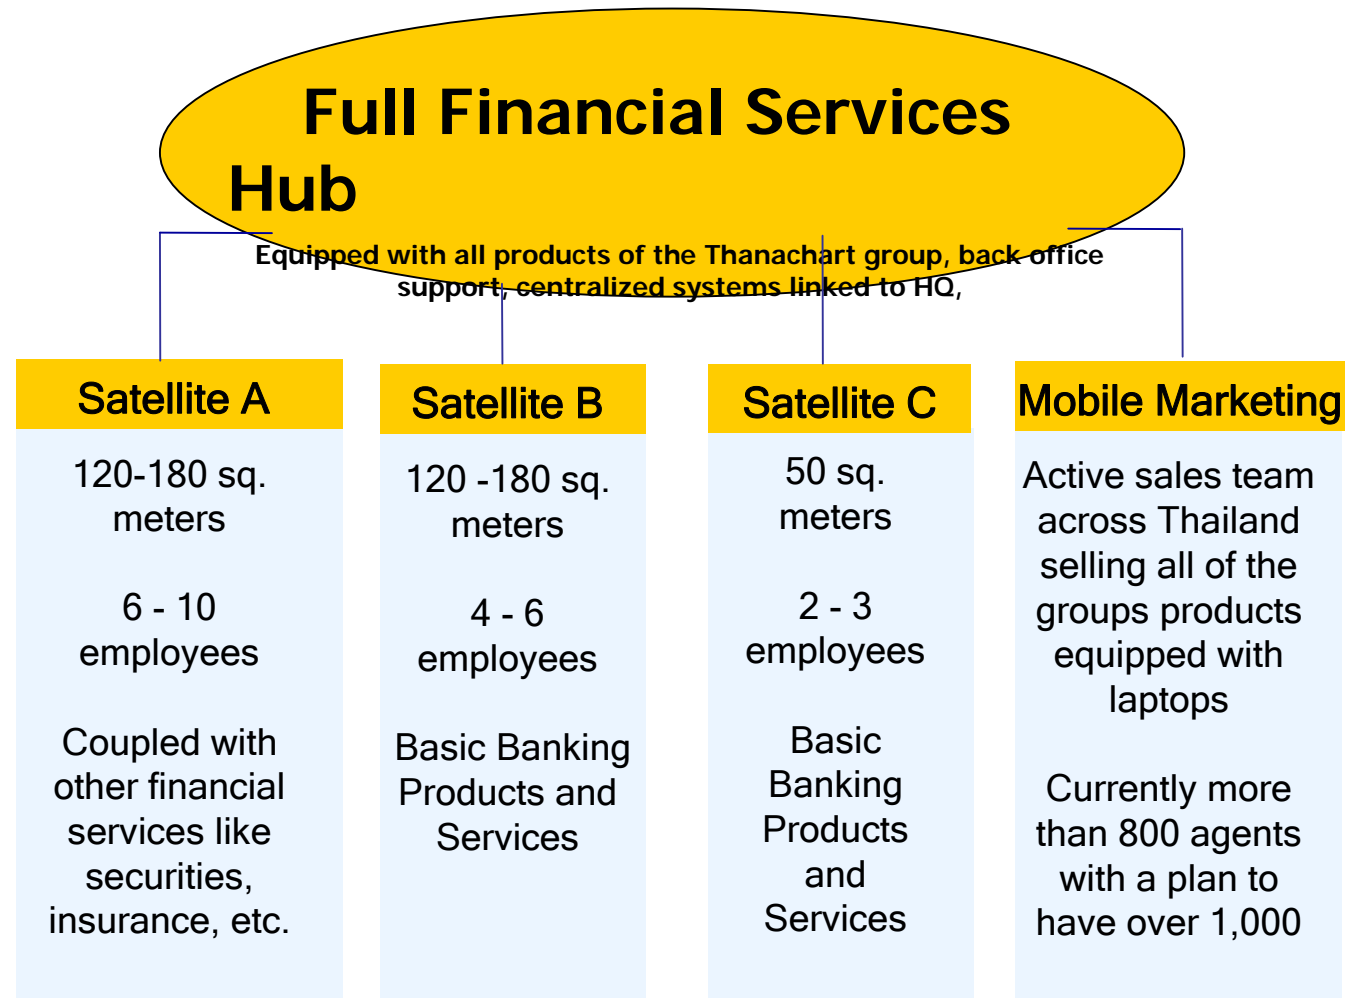 Full Financial Services
Hub
Equipped with all products of the Thanachart group, back office
support, centralized systems linked to HQ,
Satellite A
120-180 sq.
meters
6 - 10
employees
Coupled with
other financial
services like
securities,
insurance, etc.
Satellite B
120 -180 sq.
meters
4 - 6
employees
Basic Banking
Products and
Services
Satellite C
50 sq.
meters
2 - 3
employees
Basic
Banking
Products
and
Services
Mobile Marketing
Active sales team
across Thailand
selling all of the
groups products
equipped with
laptops
Currently more
than 800 agents
with a plan to
have over 1,000